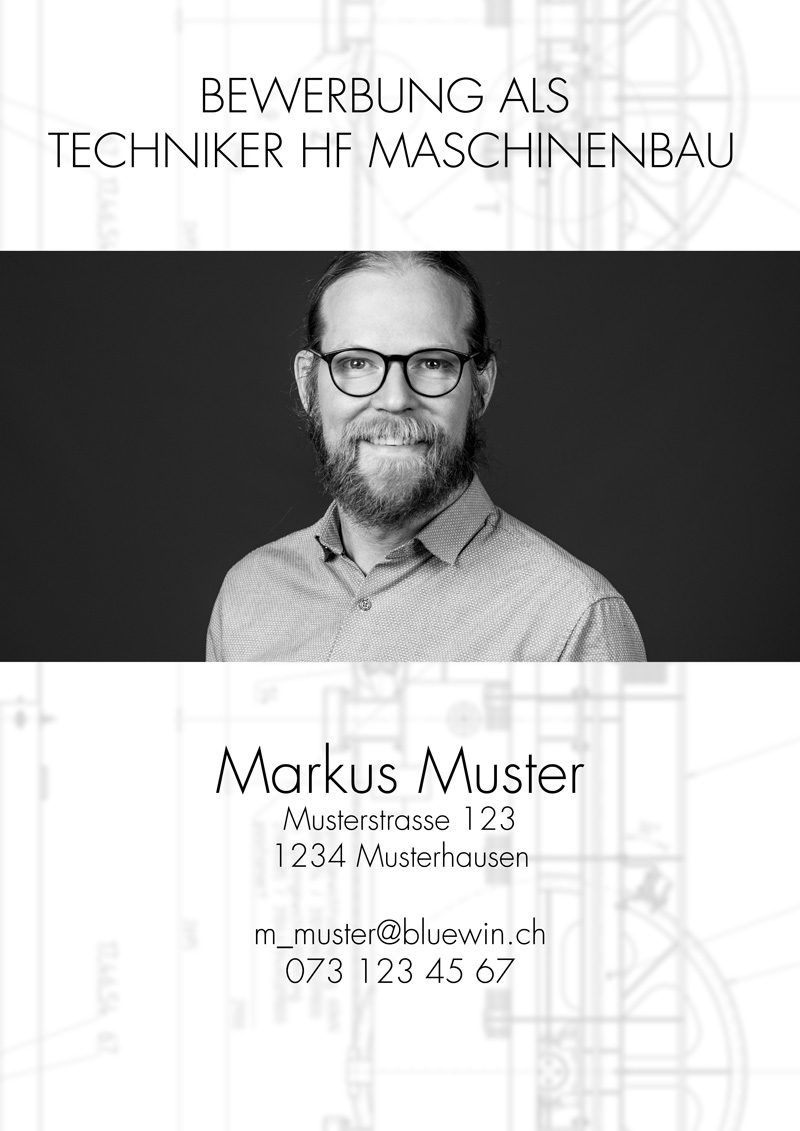 BEWERBUNG ALS
TECHNIKER HF MASCHINENBAU
Markus Muster
Musterstrasse 123
1234 Musterhausen
m_muster@bluewin.ch
073 123 45 67